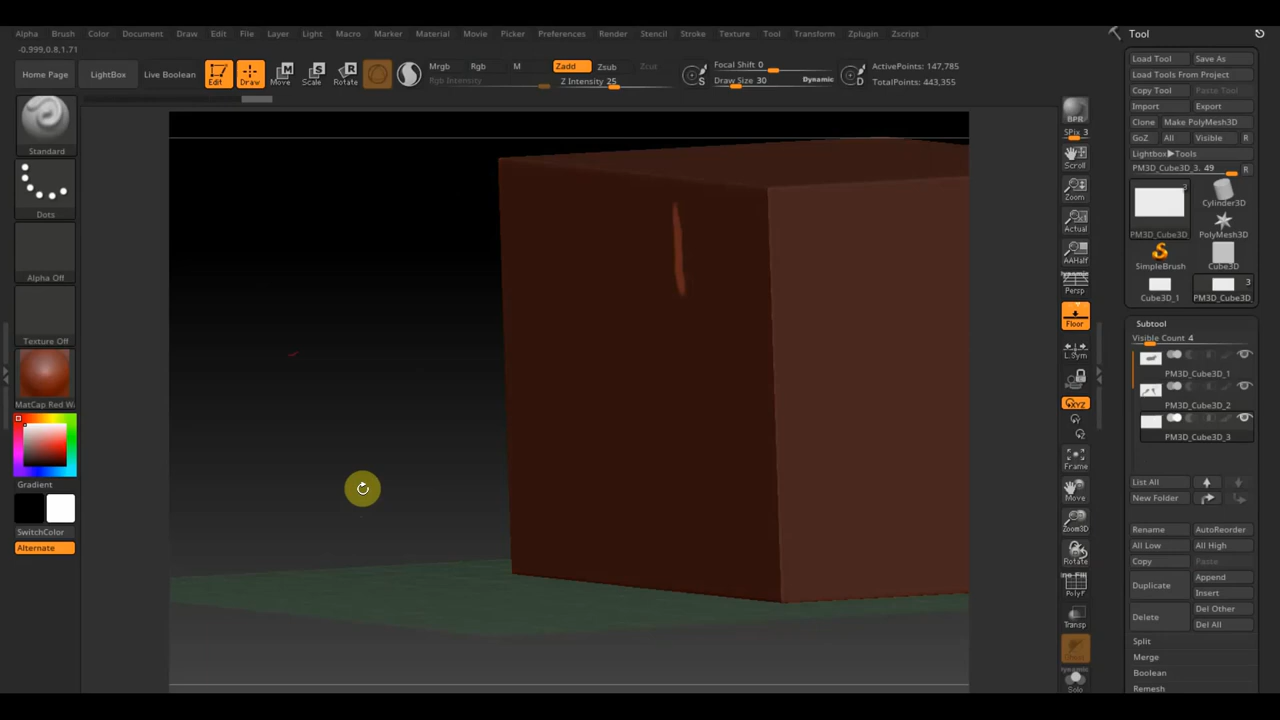 Alpha Brush Color Document Draw Edit File Layer Light Macro Marker Material Movie Picker Preferences Render Stencil Stroke Texture Tool Transform Zplugin Zscript
-0.999,0.8,1.71
Home Page LightBox Live Boolean Edit Draw Move Scale Rotate
Mrgb Rgb M Zadd Zsub Zcut
Rgb Intensity Z Intensity 25
S
Focal Shift 0
Draw Size 30 Dynamic
D
ActivePoints: 147,785
TotalPoints: 443,355
Standard
Dots
Alpha Off
Texture Off
MatCap Red Wa
Gradient
SwitchColor
Alternate
BPR
SPix 3
Scroll
Zoom
Actual
AAHalf
Dynamic
Persp
Floor
L.Sym
XYZ
Frame
Move
Zoom3D
Rotate
Line Fill
PolyF
Transp
Dynamic
Solo
Tool
Load Tool Save As
Load Tools From Project
Copy Tool Paste Tool
Import Export
Clone Make PolyMesh3D
GoZ All Visible R
Lightbox▶Tools
PM3D_Cube3D_3. 49 R
3
PM3D_Cube3D
Cylinder3D
PolyMesh3D
SimpleBrush
Cube3D
Cube3D_1
3
PM3D_Cube3D_
Subtool
Visible Count 4
PM3D_Cube3D_1
PM3D_Cube3D_2
PM3D_Cube3D_3
List All
New Folder
Rename AutoReorder
All Low All High
Copy Paste
Duplicate Append
Insert
Delete Del Other
Del All
Split
Merge
Boolean
Remesh